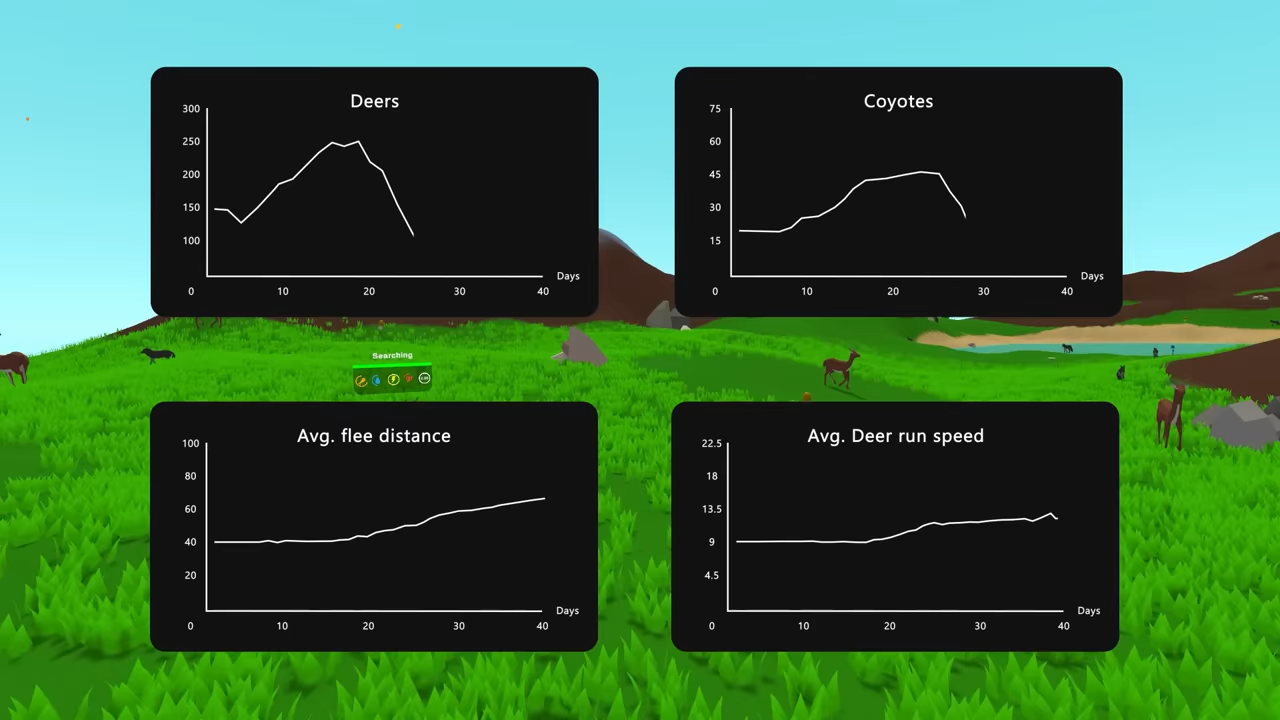 Deers
300
250
200
150
100
0 10 20 30 40
Days
Coyotes
75
60
45
30
15
0 10 20 30 40
Days
Searching
Avg. flee distance
100
80
60
40
20
0 10 20 30 40
Days
Avg. Deer run speed
22.5
18
13.5
9
4.5
0 10 20 30 40
Days